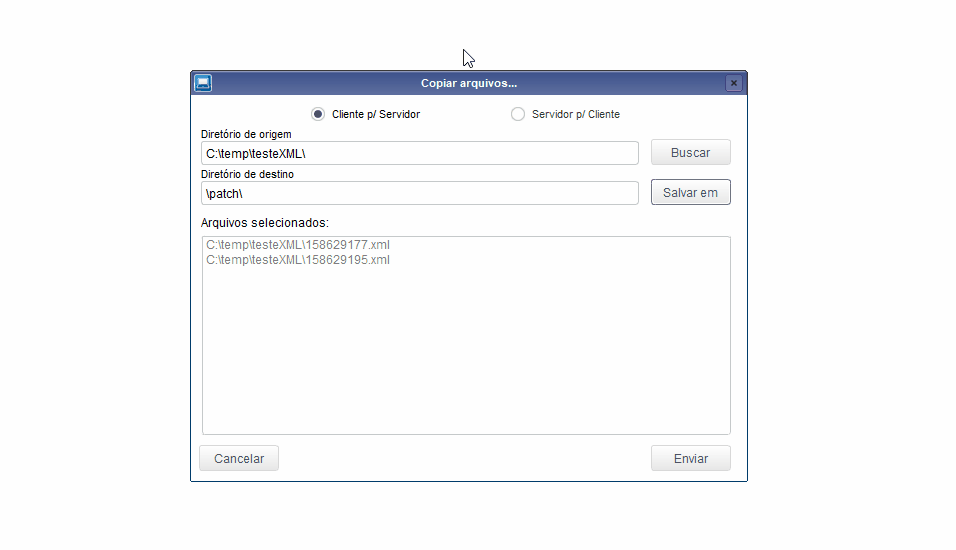 Copiar arquivos...
Cliente p/ Servidor
Servidor p/ Cliente
Diretório de origem
C:\temp\testeXML\
Buscar
Diretório de destino
\patch\
Salvar em
Arquivos selecionados:
C:\temp\testeXML\158629177.xml
C:\temp\testeXML\158629195.xml
Cancelar
Enviar